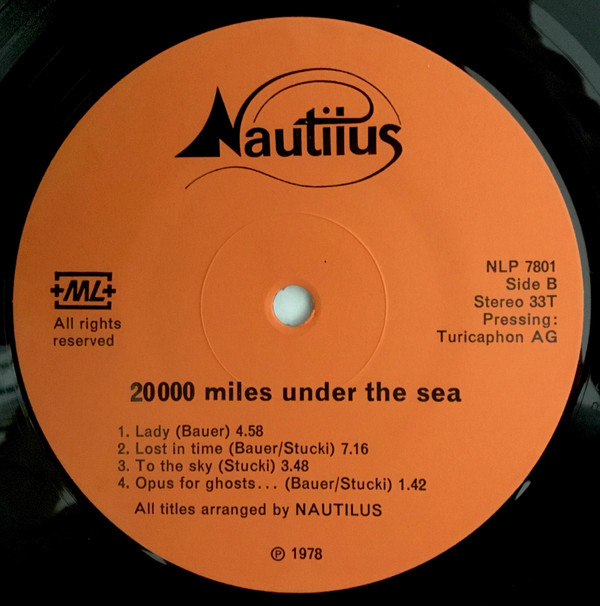 Nautilus
+ML+
All rights
reserved
NLP 7801
Side B
Stereo 33T
Pressing:
Turicaphon AG
20000 miles under the sea
1. Lady (Bauer) 4.58
2. Lost in time (Bauer/Stucki) 7.16
3. To the sky (Stucki) 3.48
4. Opus for ghosts... (Bauer/Stucki) 1.42
All titles arranged by NAUTILUS
℗ 1978